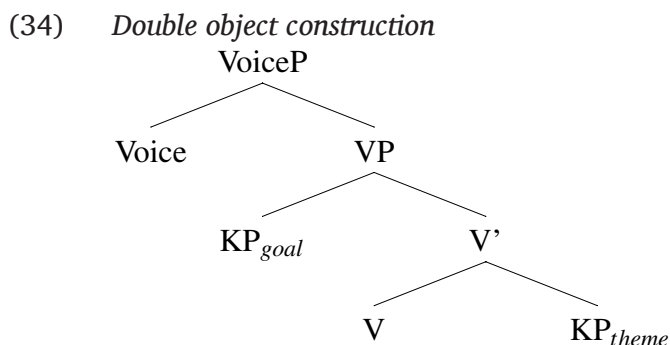 (34) Double object construction
VoiceP
Voice VP
KPgoal V’
V KPtheme